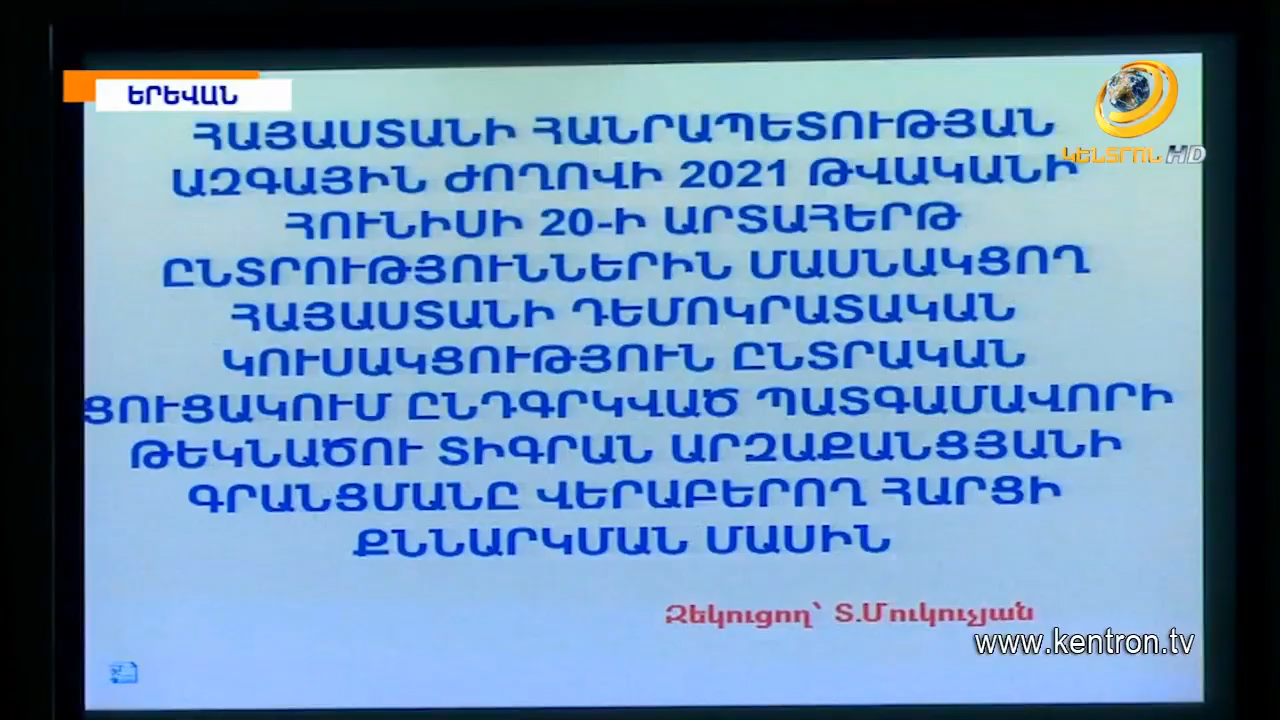 ԵՐԵՎԱՆ
ԿԵՆՏՐՈՆ HD
ՀԱՅԱՍՏԱՆԻ ՀԱՆՐԱՊԵՏՈՒԹՅԱՆ
ԱԶԳԱՅԻՆ ԺՈՂՈՎԻ 2021 ԹՎԱԿԱՆԻ
ՀՈՒՆԻՍԻ 20-Ի ԱՐՏԱՀԵՐԹ
ԸՆՏՐՈՒԹՅՈՒՆՆԵՐԻՆ ՄԱՍՆԱԿՑՈՂ
ՀԱՅԱՍՏԱՆԻ ԴԵՄՈԿՐԱՏԱԿԱՆ
ԿՈՒՍԱԿՑՈՒԹՅՈՒՆ ԸՆՏՐԱԿԱՆ
ՑՈՒՑԱԿՈՒՄ ԸՆԴԳՐԿՎԱԾ ՊԱՏԳԱՄԱՎՈՐԻ
ԹԵԿՆԱԾՈՒ ՏԻԳՐԱՆ ԱՐԶԱՔԱՆՑՅԱՆԻ
ԳՐԱՆՑՄԱՆԸ ՎԵՐԱԲԵՐՈՂ ՀԱՐՑԻ
ՔՆՆԱՐԿՄԱՆ ՄԱՍԻՆ
Զեկուցող՝ Տ.Մուկուչյան
www.kentron.tv